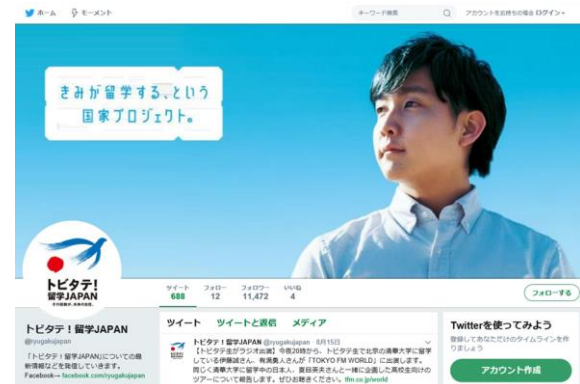 ホーム モーメント キーワード検索 アカウントをお持ちの場合 ログイン
きみが留学する、という
国家プロジェクト。
トビタテ!
留学JAPAN
その経験が、未来の自信。
ツイート フォロー フォロワー いいね
688 12 11,472 4
フォローする
トビタテ!留学JAPAN
@ryugakujapan
「トビタテ!留学JAPAN」についての最
新情報などを発信していきます。
Facebook→ facebook.com/ryugakujapan
ツイート ツイートと返信 メディア
トビタテ!留学JAPAN @ryugakujapan · 8月15日
【トビタテ生がラジオ出演】今夜20時から、トビタテ生で北京の清華大学に留学
している伊藤誠さん、有満奥人さんが「TOKYO FM WORLD」に出演します。
同じく清華大学に留学中の日本人、夏目英夫さんと一緒に企画した高校生向けの
ツアーについて報告します。ぜひお聴きください。 tfm.co.jp/world
Twitterを使ってみよう
登録してあなただけのタイムラインを作
りましょう
アカウント作成